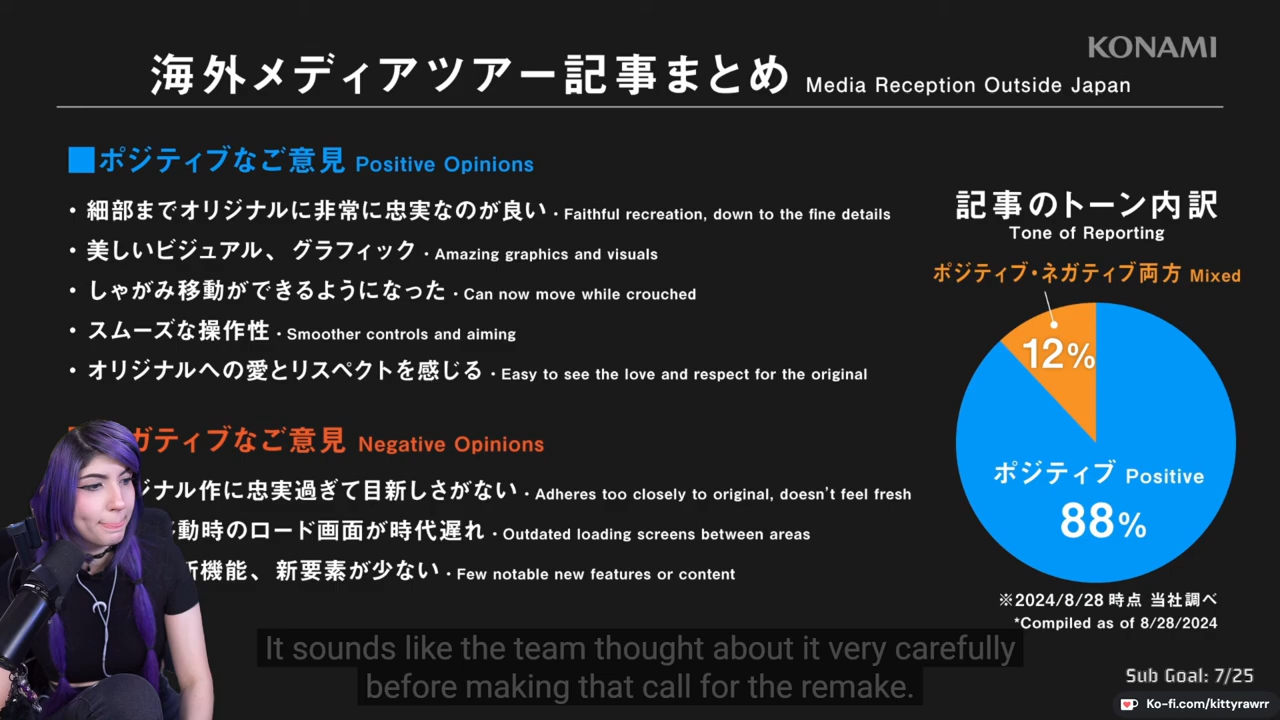 KONAMI
海外メディアツアー記事まとめ Media Reception Outside Japan
■ポジティブなご意見 Positive Opinions
・細部までオリジナルに非常に忠実なのが良い・Faithful recreation, down to the fine details
・美しいビジュアル、グラフィック・Amazing graphics and visuals
・しゃがみ移動ができるようになった・Can now move while crouched
・スムーズな操作性・Smoother controls and aiming
・オリジナルへの愛とリスペクトを感じる・Easy to see the love and respect for the original
ガティブなご意見 Negative Opinions
ジナル作に忠実過ぎて目新しさがない・Adheres too closely to original, doesn't feel fresh
動時のロード画面が時代遅れ・Outdated loading screens between areas
新機能、新要素が少ない・Few notable new features or content
記事のトーン内訳
Tone of Reporting
ポジティブ・ネガティブ両方 Mixed
12%
ポジティブ Positive
88%
※2024/8/28時点 当社調べ
*Compiled as of 8/28/2024
It sounds like the team thought about it very carefully
before making that call for the remake.
Sub Goal: 7/25
Ko-fi.com/kittyrawrr